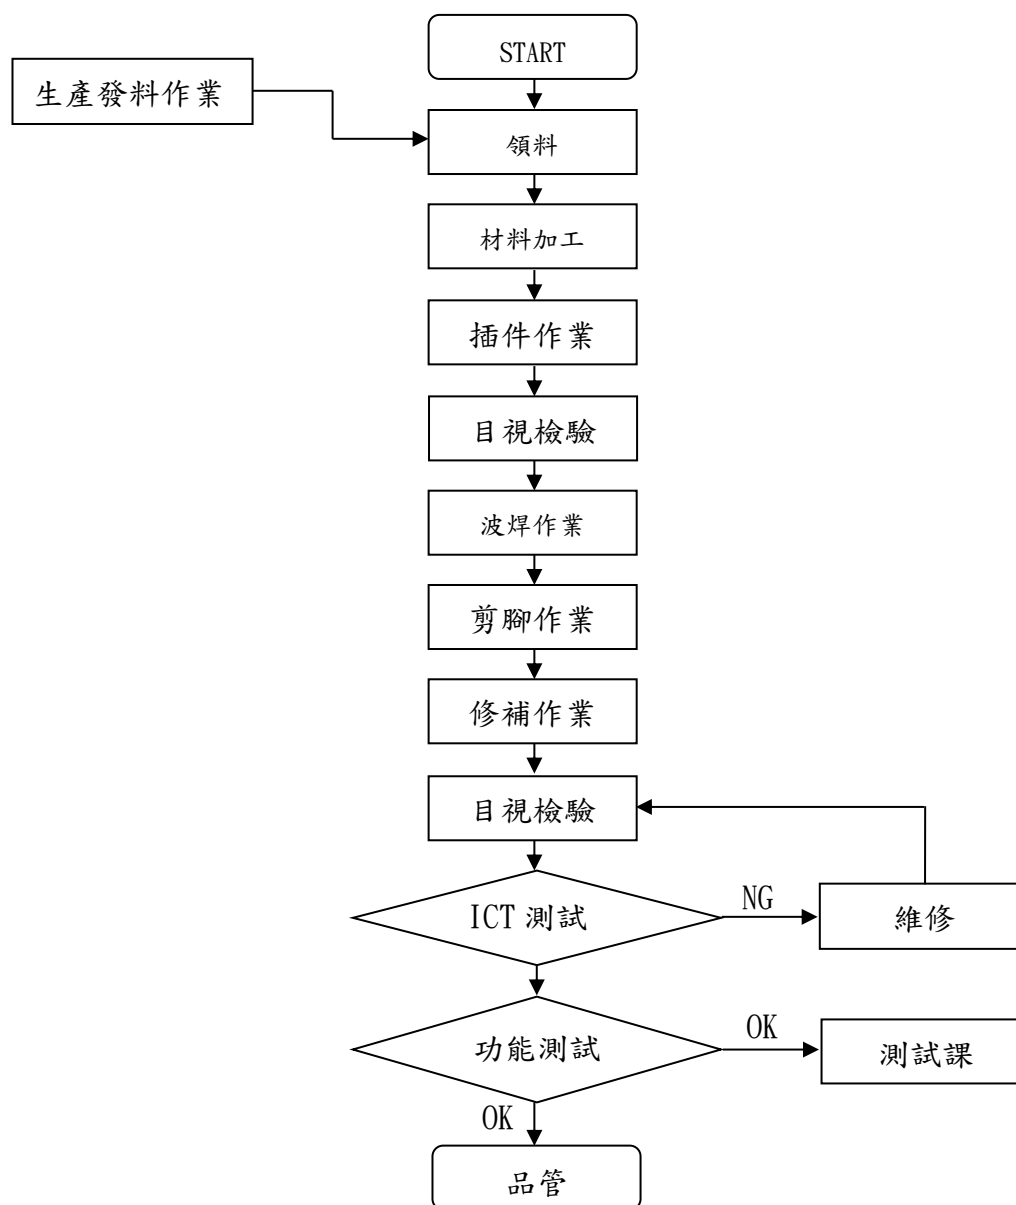 START
生產發料作業
領料
材料加工
插件作業
目視檢驗
波焊作業
剪腳作業
修補作業
目視檢驗
ICT 測試
NG
維修
功能測試
OK
測試課
OK
品管